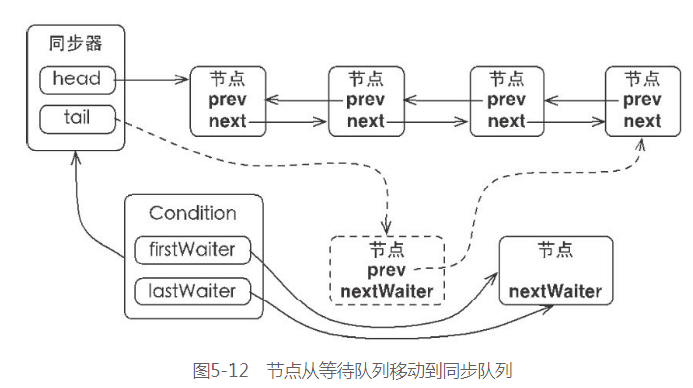 同步器
head
tail
节点
prev
next
节点
prev
next
节点
prev
next
节点
prev
next
Condition
firstWaiter
lastWaiter
节点
prev
nextWaiter
节点
nextWaiter
图5-12 节点从等待队列移动到同步队列